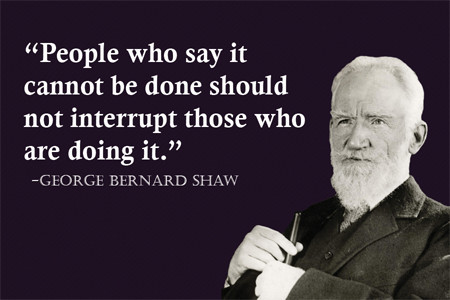 “People who say it
cannot be done should
not interrupt those who
are doing it.”
-GEORGE BERNARD SHAW